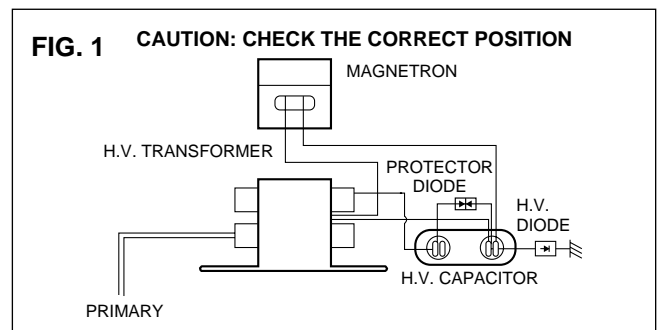 FIG. 1
CAUTION: CHECK THE CORRECT POSITION
MAGNETRON
H.V. TRANSFORMER
PROTECTOR
DIODE
H.V.
DIODE
H.V. CAPACITOR
PRIMARY